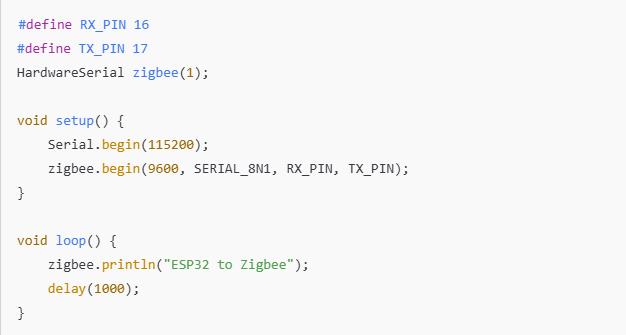 #define RX_PIN 16
#define TX_PIN 17
HardwareSerial zigbee(1);

void setup() {
    Serial.begin(115200);
    zigbee.begin(9600, SERIAL_8N1, RX_PIN, TX_PIN);
}

void loop() {
    zigbee.println("ESP32 to Zigbee");
    delay(1000);
}